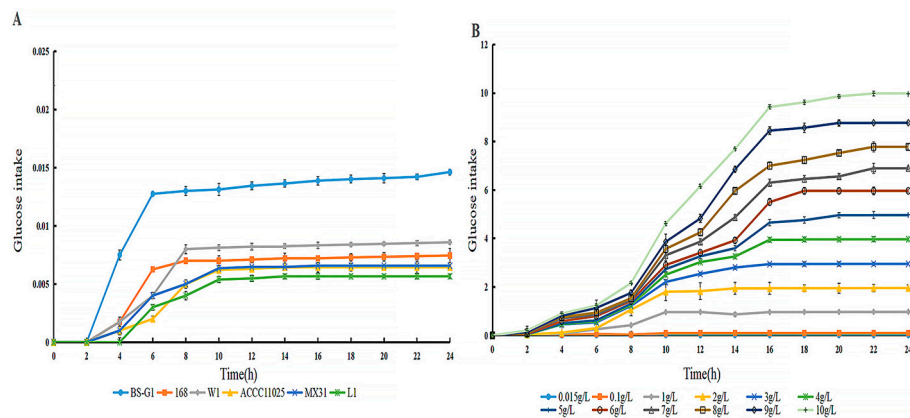 A
0.025
0.02
0.015
0.01
0.005
0
Glucose intake
0 2 4 6 8 10 12 14 16 18 20 22 24
Time(h)
BS-G1 168 W1 ACCC11025 MX31 L1
B
12
10
8
6
4
2
0
Glucose intake
0 2 4 6 8 10 12 14 16 18 20 22 24
Time(h)
0.015g/L 0.1g/L 1g/L 2g/L 3g/L 4g/L
5g/L 6g/L 7g/L 8g/L 9g/L 10g/L